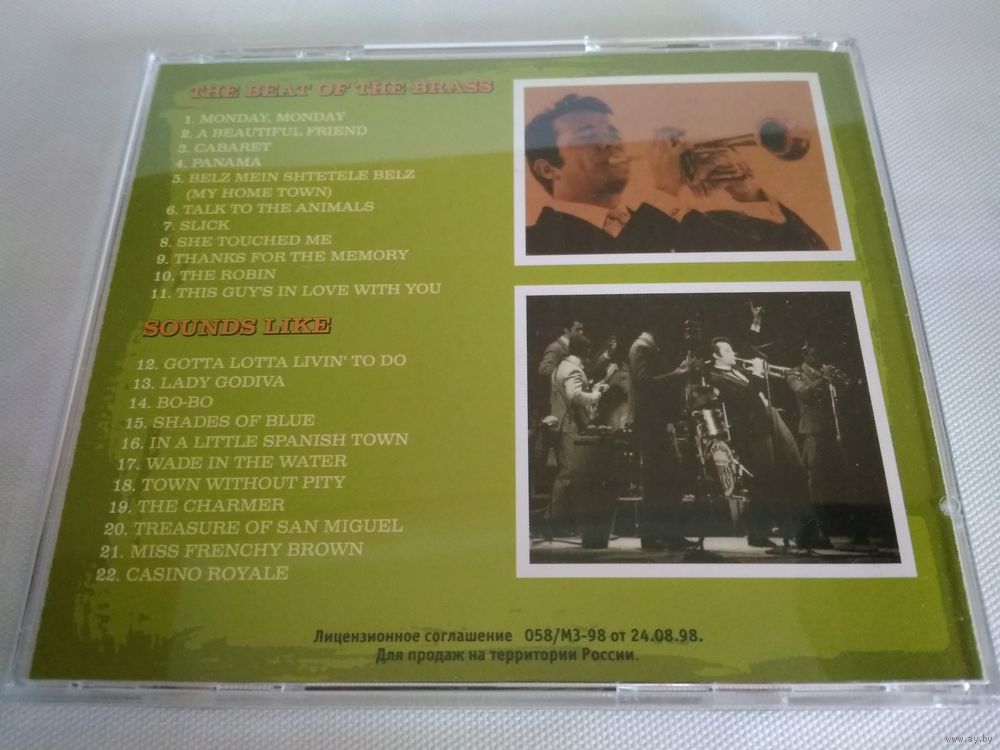 THE BEAT OF THE BRASS
1. MONDAY, MONDAY
2. A BEAUTIFUL FRIEND
3. CABARET
4. PANAMA
5. BELZ MEIN SHTETELE BELZ
(MY HOME TOWN)
6. TALK TO THE ANIMALS
7. SLICK
8. SHE TOUCHED ME
9. THANKS FOR THE MEMORY
10. THE ROBIN
11. THIS GUY'S IN LOVE WITH YOU
SOUNDS LIKE
12. GOTTA LOTTA LIVIN' TO DO
13. LADY GODIVA
14. BO-BO
15. SHADES OF BLUE
16. IN A LITTLE SPANISH TOWN
17. WADE IN THE WATER
18. TOWN WITHOUT PITY
19. THE CHARMER
20. TREASURE OF SAN MIGUEL
21. MISS FRENCHY BROWN
22. CASINO ROYALE
Лицензионное соглашение 058/МЗ-98 от 24.08.98.
Для продаж на территории России.
www.ay.by